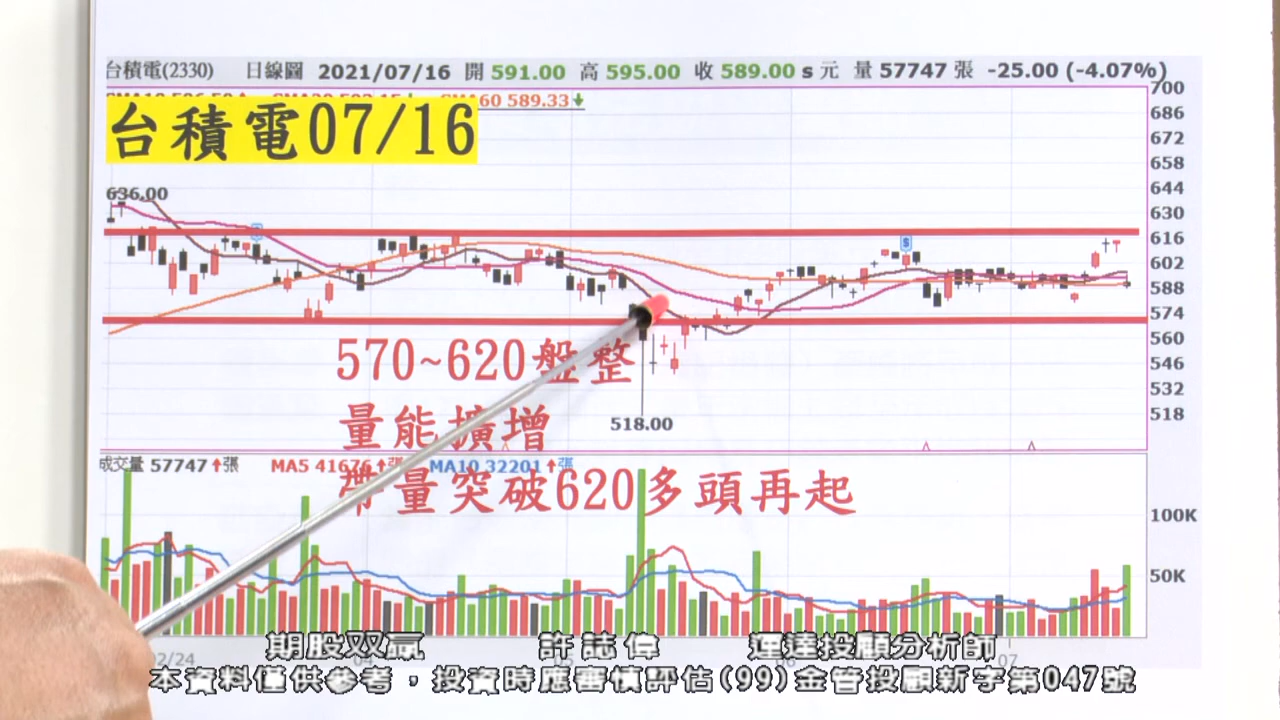 台積電(2330) 日線圖 2021/07/16 開 591.00 高 595.00 收 589.00 s 元 量 57747 張 -25.00 (-4.07%)
60 589.33↓
台積電07/16
636.00
700
686
672
658
644
630
616
602
588
574
560
546
532
518
$
570~620盤整
量能擴增
518.00
成交量 57747↑張 MA5 41676↑張 MA10 32201↑張
帶量突破620多頭再起
100K
50K
期股双贏 許誌偉 運達投顧分析師
本資料僅供參考，投資時應審慎評估(99)金管投顧新字第047號